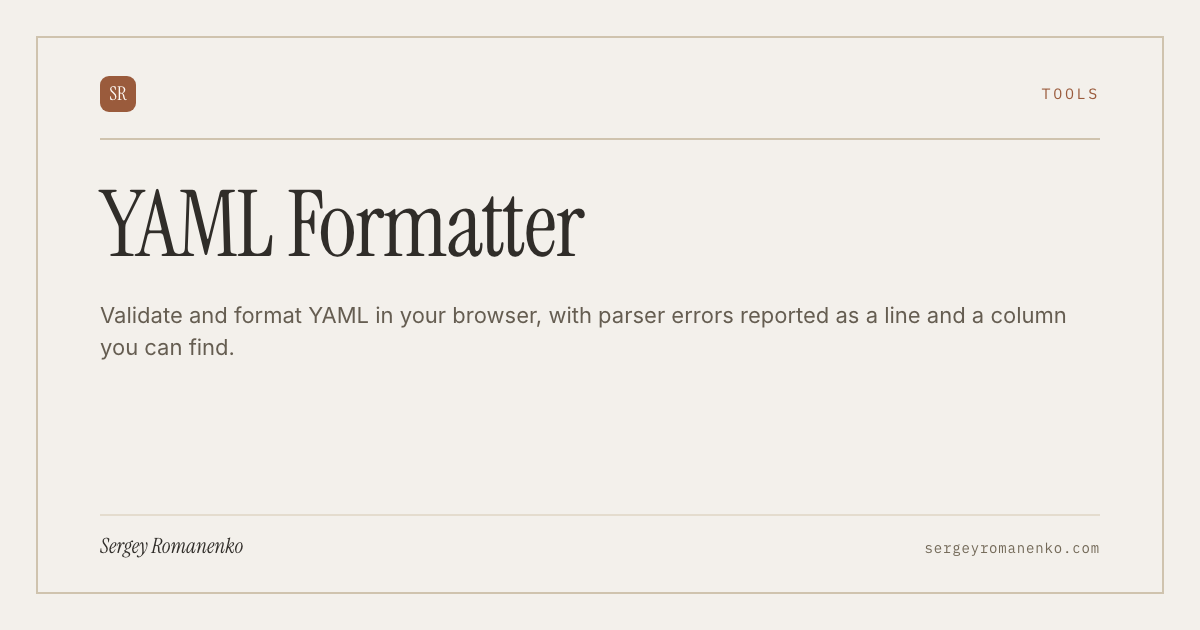 SR
TOOLS
YAML Formatter
Validate and format YAML in your browser, with parser errors reported as a line and a column
you can find.
Sergey Romanenko
sergeyromanenko.com